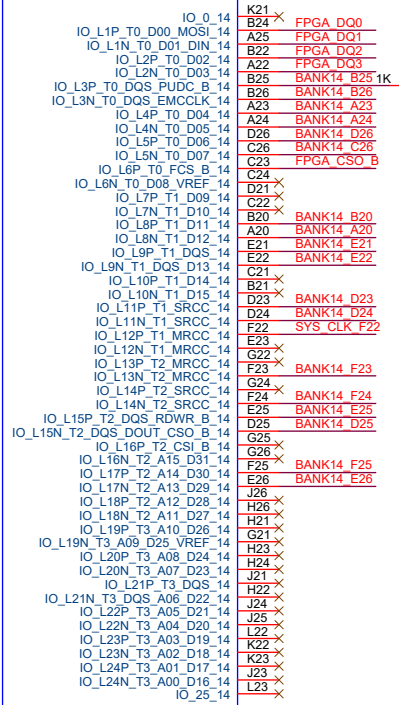 IO_0_14 K21
IO_L1P_T0_D00_MOSI_14 B24 FPGA_DQ0
IO_L1N_T0_D01_DIN_14 A25 FPGA_DQ1
IO_L2P_T0_D02_14 B22 FPGA_DQ2
IO_L2N_T0_D03_14 A22 FPGA_DQ3
IO_L3P_T0_DQS_PUDC_B_14 B25 BANK14_B25 1K
IO_L3N_T0_DQS_EMCCLK_14 B26 BANK14_B26
IO_L4P_T0_D04_14 A23 BANK14_A23
IO_L4N_T0_D05_14 A24 BANK14_A24
IO_L5P_T0_D06_14 D26 BANK14_D26
IO_L5N_T0_D07_14 C26 BANK14_C26
IO_L6P_T0_FCS_B_14 C23 FPGA_CSO_B
IO_L6N_T0_D08_VREF_14 C24
IO_L7P_T1_D09_14 D21
IO_L7N_T1_D10_14 C22
IO_L8P_T1_D11_14 B20 BANK14_B20
IO_L8N_T1_D12_14 A20 BANK14_A20
IO_L9P_T1_DQS_14 E21 BANK14_E21
IO_L9N_T1_DQS_D13_14 E22 BANK14_E22
IO_L10P_T1_D14_14 C21
IO_L10N_T1_D15_14 B21
IO_L11P_T1_SRCC_14 D23 BANK14_D23
IO_L11N_T1_SRCC_14 D24 BANK14_D24
IO_L12P_T1_MRCC_14 F22 SYS_CLK_F22
IO_L12N_T1_MRCC_14 E23
IO_L13P_T2_MRCC_14 G22
IO_L13N_T2_MRCC_14 F23 BANK14_F23
IO_L14P_T2_SRCC_14 G24
IO_L14N_T2_SRCC_14 F24 BANK14_F24
IO_L15P_T2_DQS_RDWR_B_14 E25 BANK14_E25
IO_L15N_T2_DQS_DOUT_CSO_B_14 D25 BANK14_D25
IO_L16P_T2_CSI_B_14 G25
IO_L16N_T2_A15_D31_14 G26
IO_L17P_T2_A14_D30_14 F25 BANK14_F25
IO_L17N_T2_A13_D29_14 E26 BANK14_E26
IO_L18P_T2_A12_D28_14 J26
IO_L18N_T2_A11_D27_14 H26
IO_L19P_T3_A10_D26_14 H21
IO_L19N_T3_A09_D25_VREF_14 G21
IO_L20P_T3_A08_D24_14 H23
IO_L20N_T3_A07_D23_14 H24
IO_L21P_T3_DQS_14 J21
IO_L21N_T3_DQS_A06_D22_14 H22
IO_L22P_T3_A05_D21_14 J24
IO_L22N_T3_A04_D20_14 J25
IO_L23P_T3_A03_D19_14 L22
IO_L23N_T3_A02_D18_14 K22
IO_L24P_T3_A01_D17_14 K23
IO_L24N_T3_A00_D16_14 J23
IO_25_14 L23